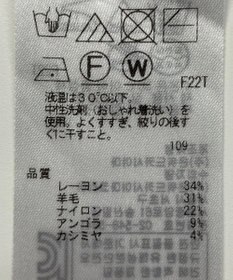 F
W
F22T
液温は30℃以下、
中性洗剤(おしゃれ着洗い)を
使用。よくすすぎ、絞りの後す
ぐに干すこと。
109
品質
レーヨン 34%
羊毛 31%
ナイロン 22%
アンゴラ 9%
カシミヤ 4%